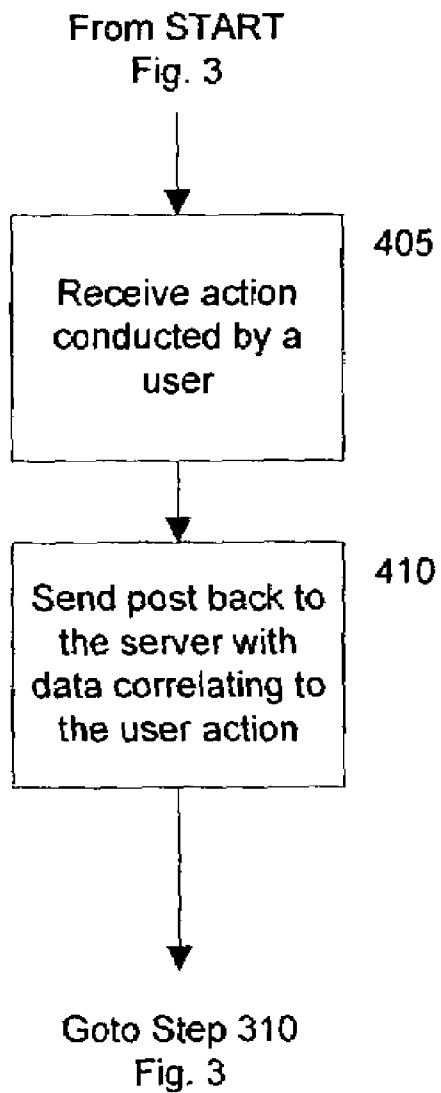 From START
Fig. 3
405
Receive action
conducted by a
user
410
Send post back to
the server with
data correlating to
the user action
Goto Step 310
Fig. 3